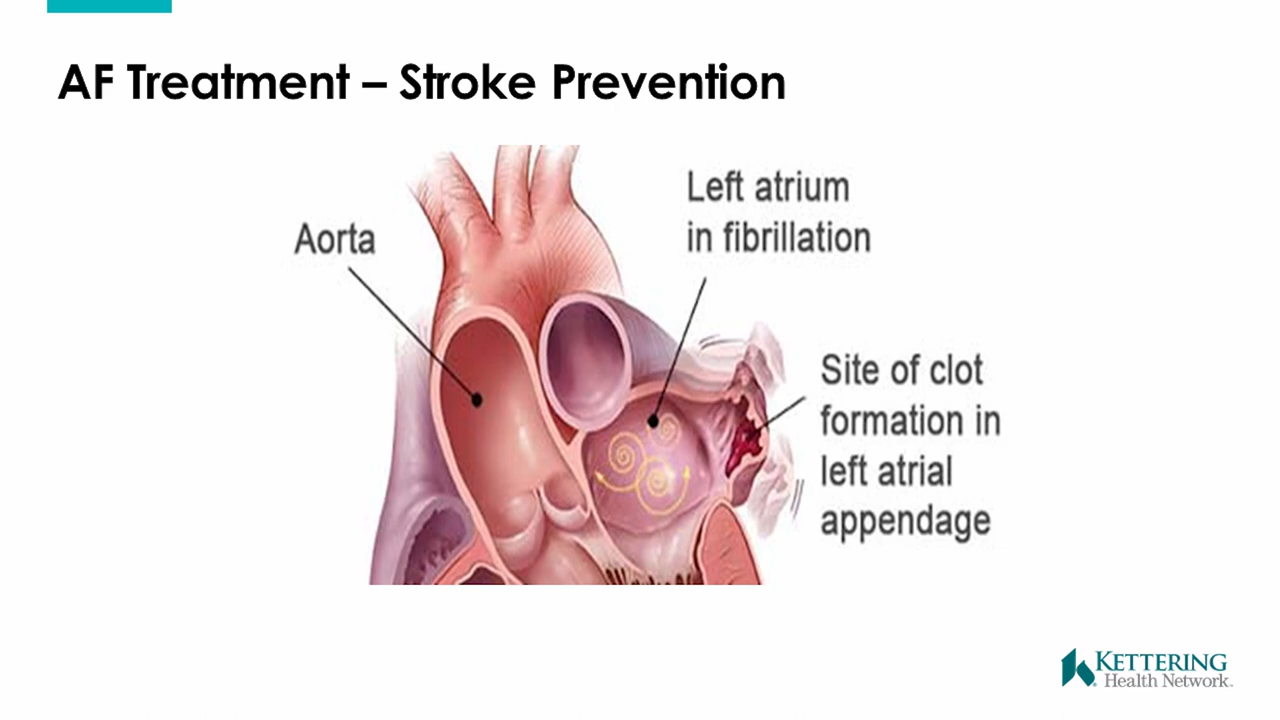 AF Treatment – Stroke Prevention
Aorta
Left atrium
in fibrillation
Site of clot
formation in
left atrial
appendage
KETTERING
Health Network